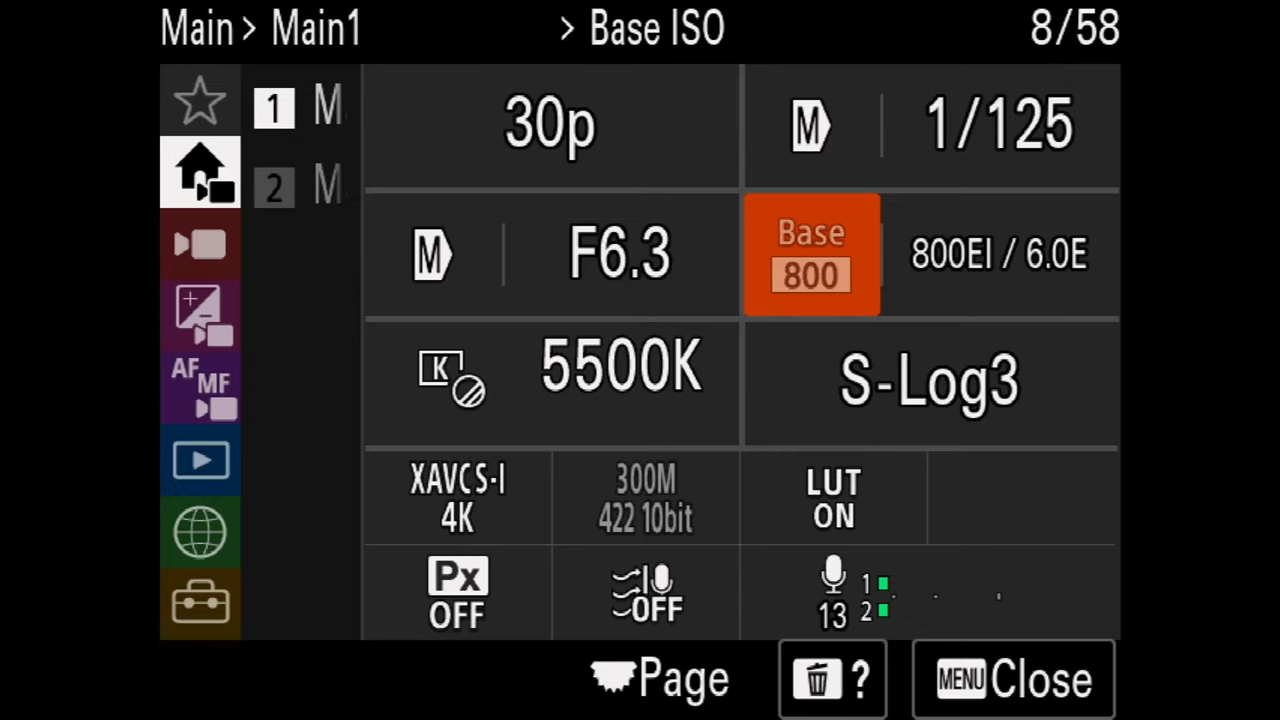 Main > Main1 > Base ISO 8/58
1 M
2 M
30p
M 1/125
M F6.3
Base
800
800EI / 6.0E
K 5500K
S-Log3
AF
MF
XAVCS-I
4K
300M
422 10bit
LUT
ON
Px
OFF
OFF
13 1
2
Page
?
MENU Close